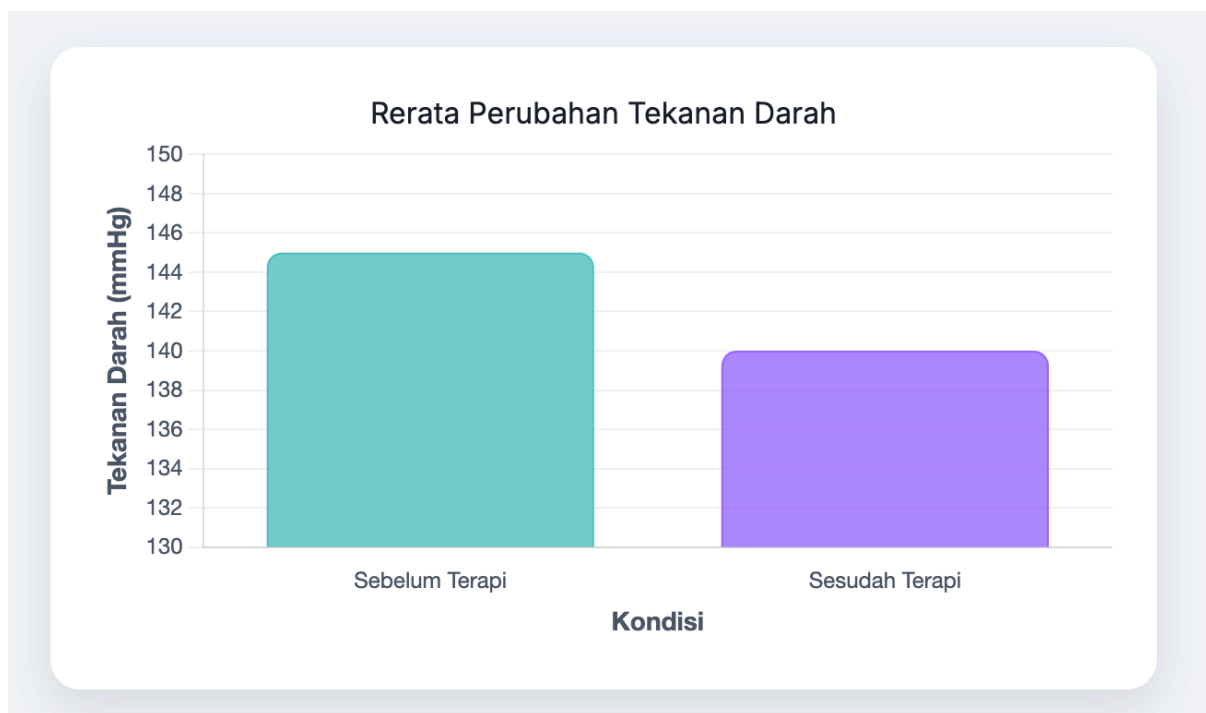 Rerata Perubahan Tekanan Darah
150
148
146
144
142
140
138
136
134
132
130
Tekanan Darah (mmHg)
Sebelum Terapi
Sesudah Terapi
Kondisi